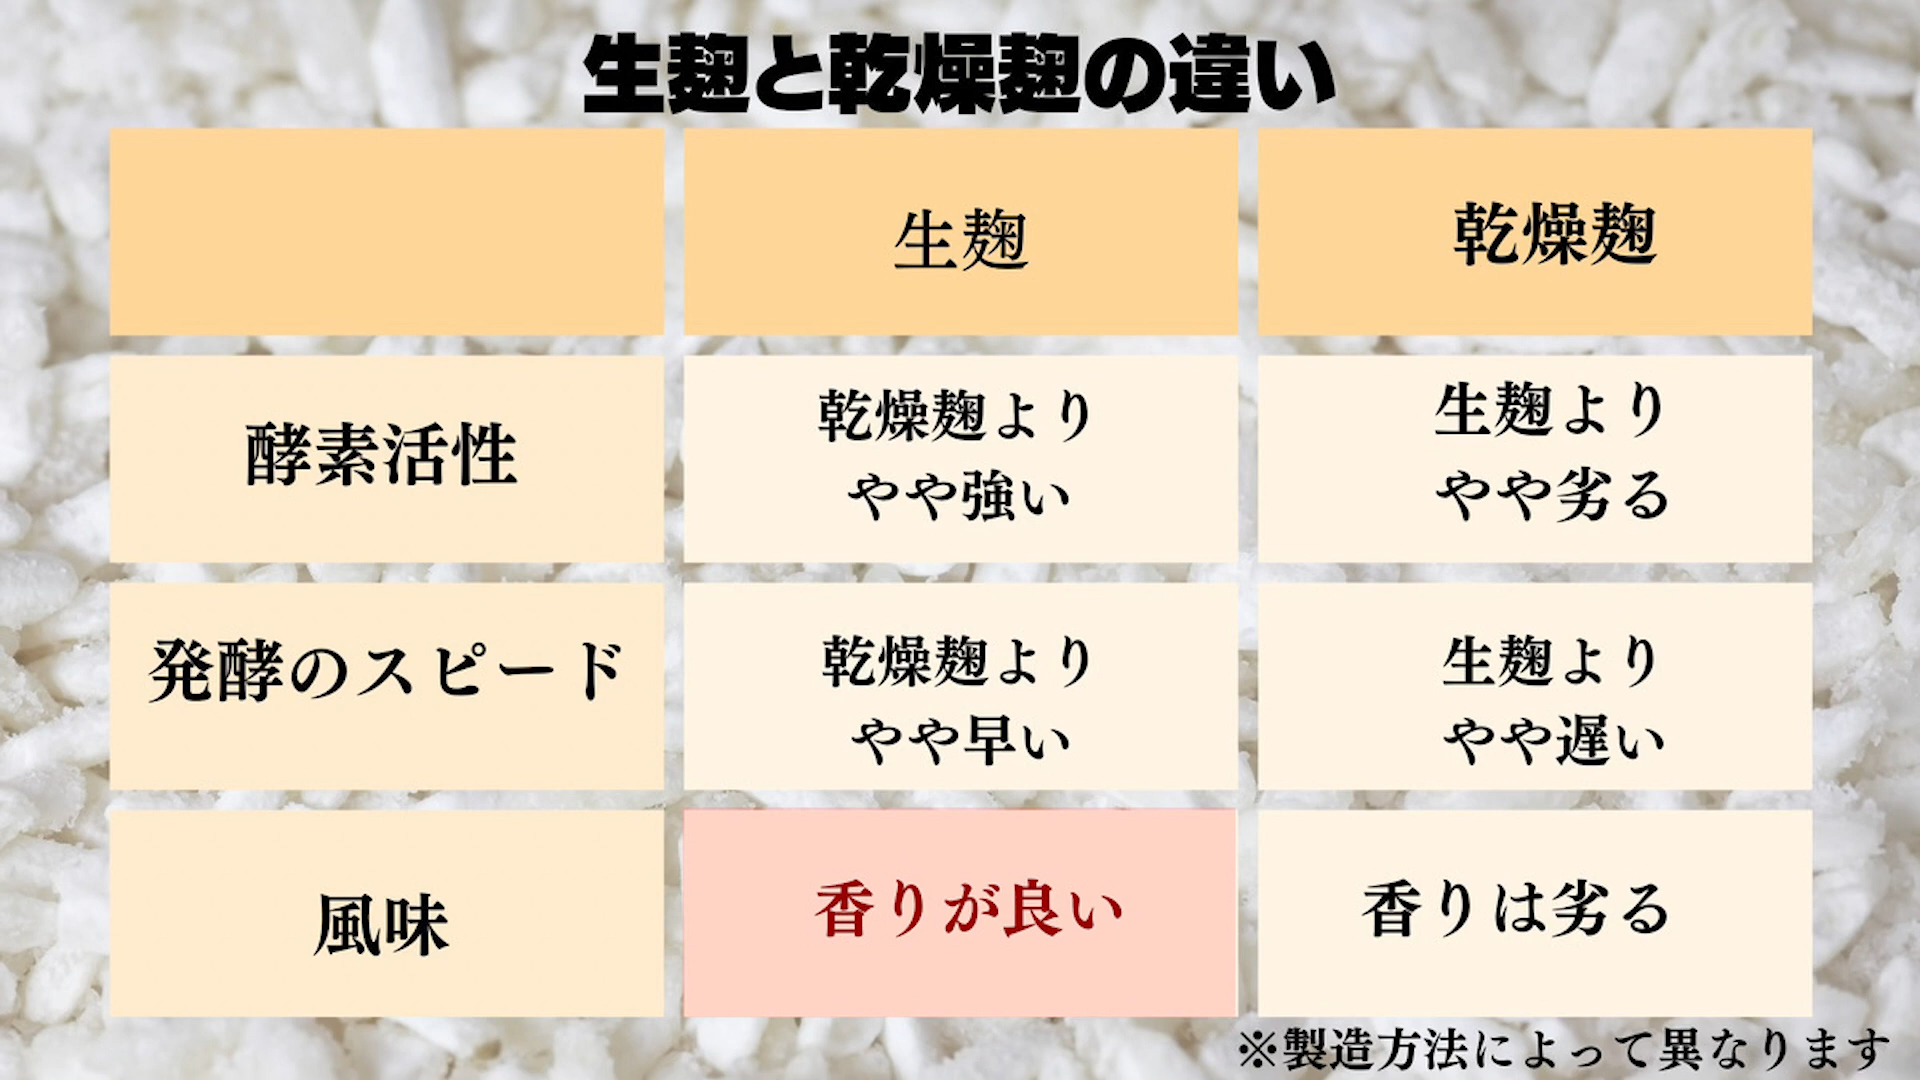 生麹と乾燥麹の違い
生麹
乾燥麹
酵素活性
乾燥麹より
やや強い
生麹より
やや劣る
発酵のスピード
乾燥麹より
やや早い
生麹より
やや遅い
風味
香りが良い
香りは劣る
※製造方法によって異なります